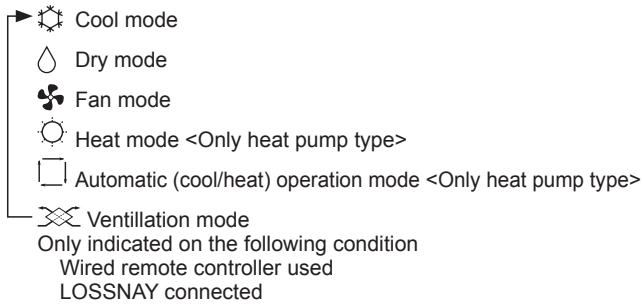 Cool mode
Dry mode
Fan mode
Heat mode <Only heat pump type>
Automatic (cool/heat) operation mode <Only heat pump type>
Ventillation mode
Only indicated on the following condition
Wired remote controller used
LOSSNAY connected